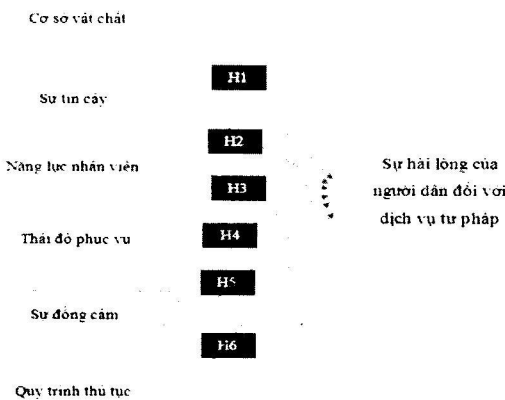 Cơ sở vật chất
H1
Sự tin cậy
H2
Năng lực nhân viên
H3
Sự hài lòng của
người dân đối với
dịch vụ tư pháp
Thái độ phục vụ
H4
H5
Sự đồng cảm
H6
Quy trình thủ tục